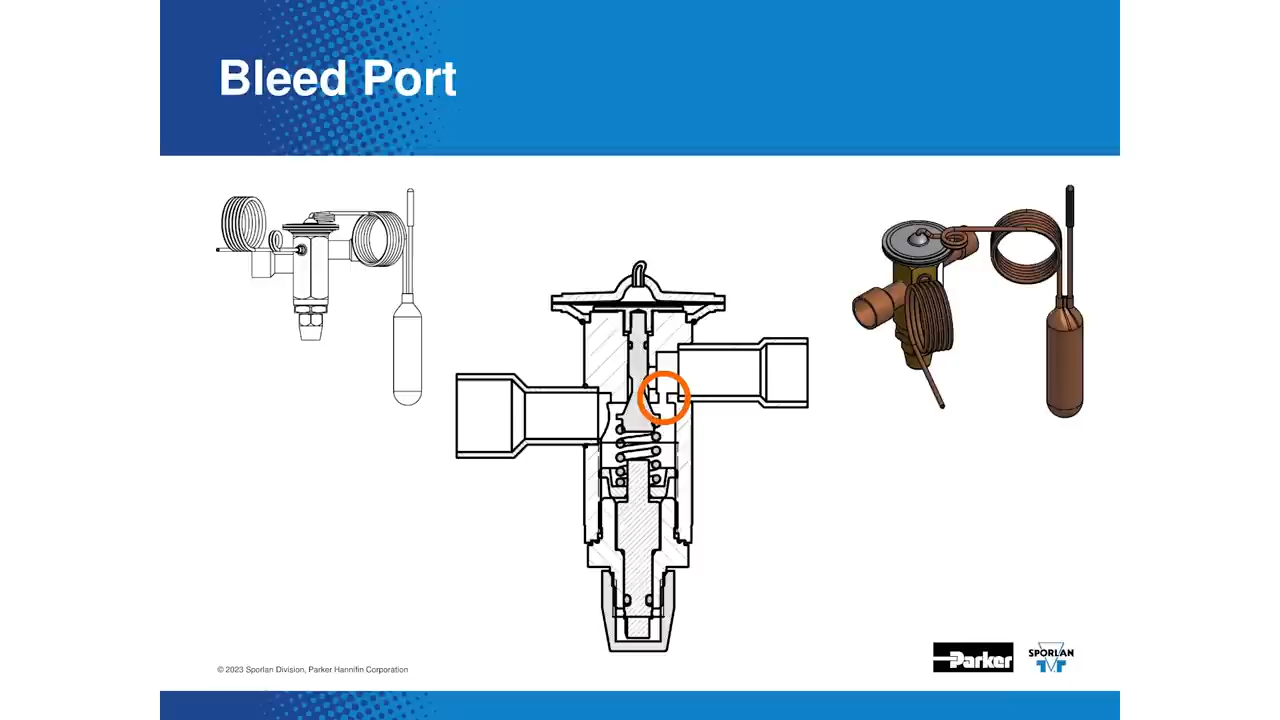 Bleed Port
© 2023 Sporlan Division, Parker Hannifin Corporation
Parker
SPORLAN